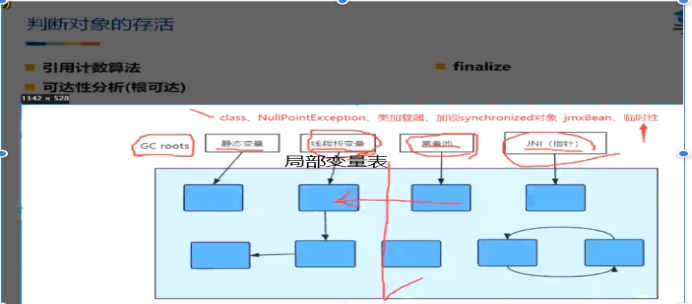 判断对象的存活
引用计数算法
finalize
可达性分析(根可达)
1142 × 528
class、NullPointException、类加载器、加锁synchronized对象 jmxBean、临时性
GC roots
静态变量
线程栈变量
常量池
JNI（指针）
局部变量表